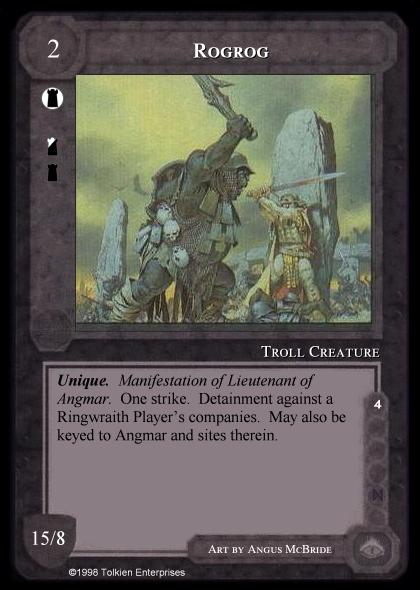 2
Rogrog
Troll Creature
Unique. Manifestation of Lieutenant of
Angmar. One strike. Detainment against a
Ringwraith Player's companies. May also be
keyed to Angmar and sites therein.
4
N
15/8
Art by Angus McBride
©1998 Tolkien Enterprises